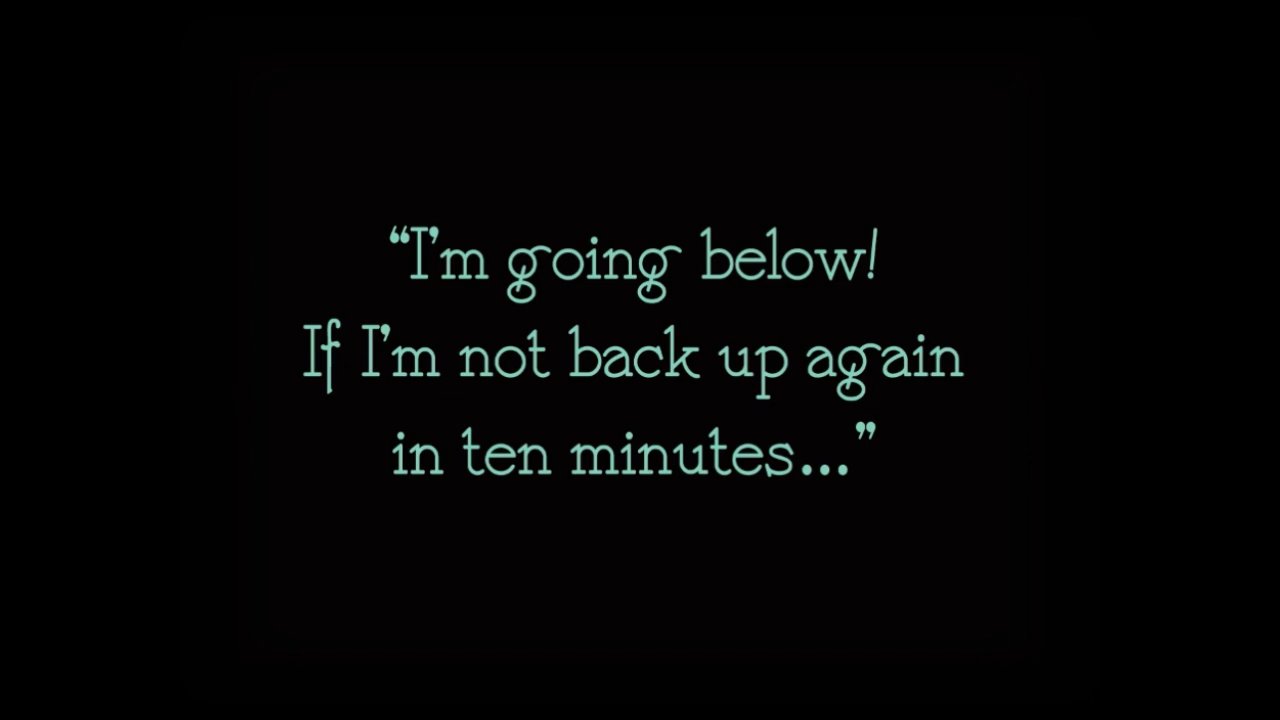 “I’m going below!
If I’m not back up again
in ten minutes...”